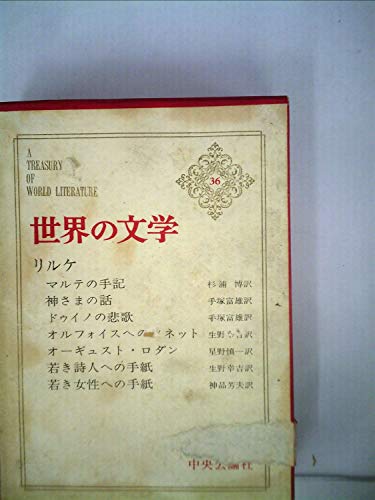 A
TREASURY
OF
WORLD LITERATURE
36
世界の文学
リルケ
マルテの手記 杉浦博訳
神さまの話 手塚富雄訳
ドゥイノの悲歌 手塚富雄訳
オルフォイスへの ネット 生野 吉訳
オーギュスト・ロダン 星野慎一訳
若き詩人への手紙 生野幸吉訳
若き女性への手紙 神品芳夫訳
中央公論社